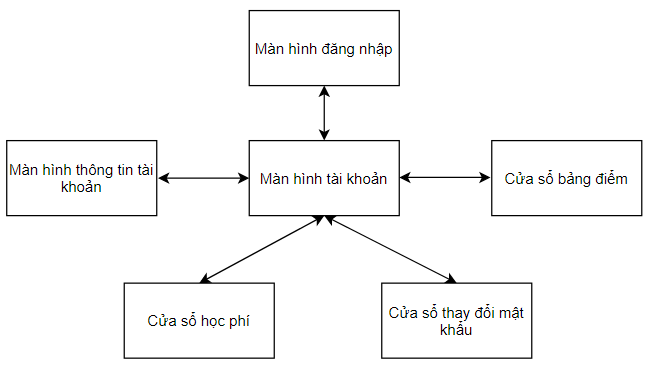 Màn hình đăng nhập
Màn hình thông tin tài
khoản
Màn hình tài khoản
Cửa sổ bảng điểm
Cửa sổ học phí
Cửa sổ thay đổi mật
khẩu